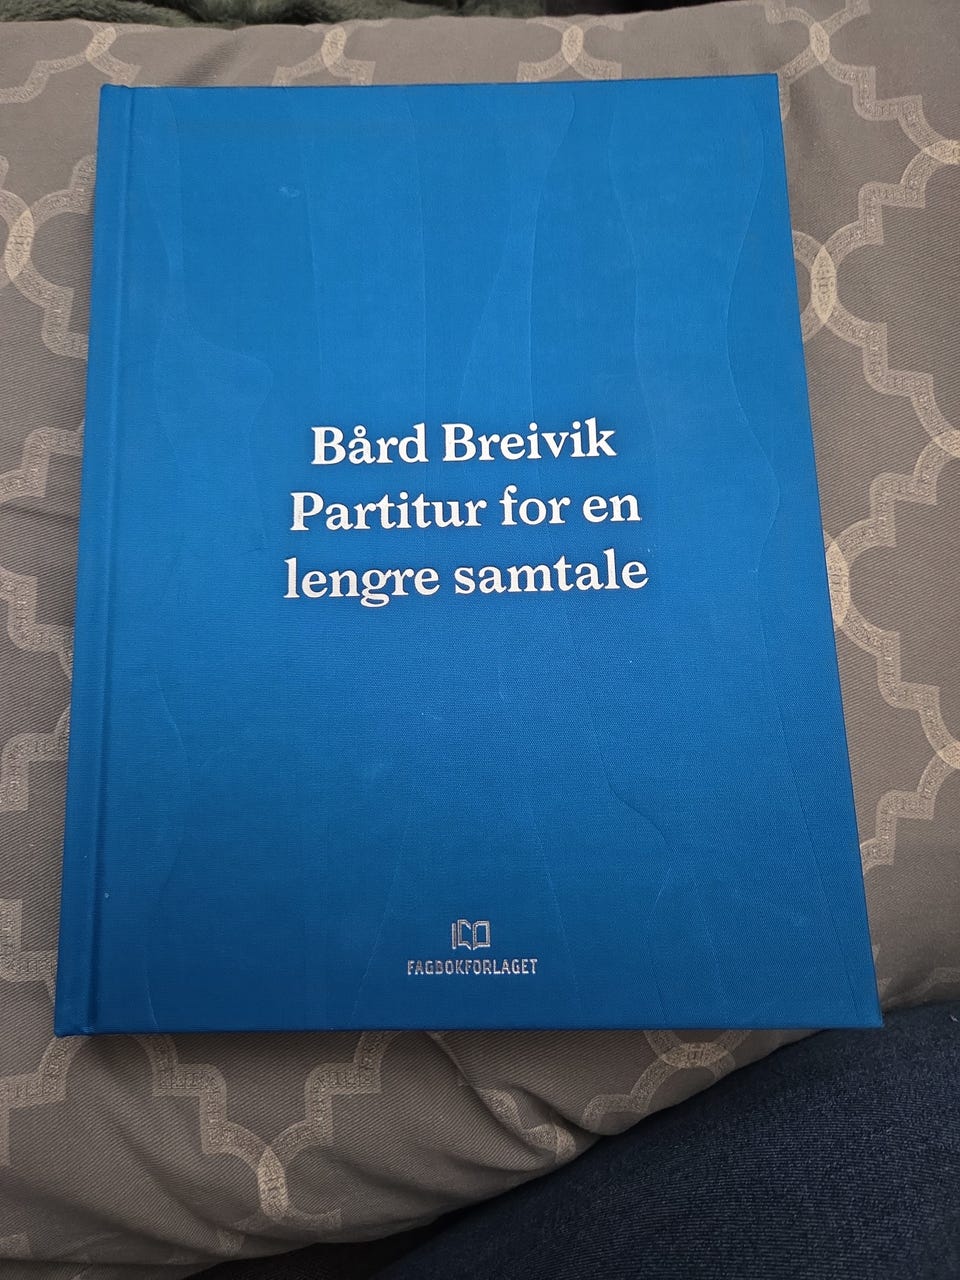 Bård Breivik
Partitur for en
lengre samtale
FAGBOKFORLAGET